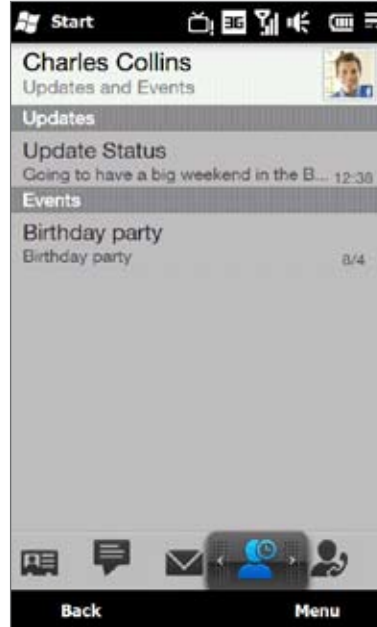 Start
3G
Charles Collins
Updates and Events
Updates
Update Status
Going to have a big weekend in the B... 12:38
Events
Birthday party
Birthday party 8/4
Back Menu